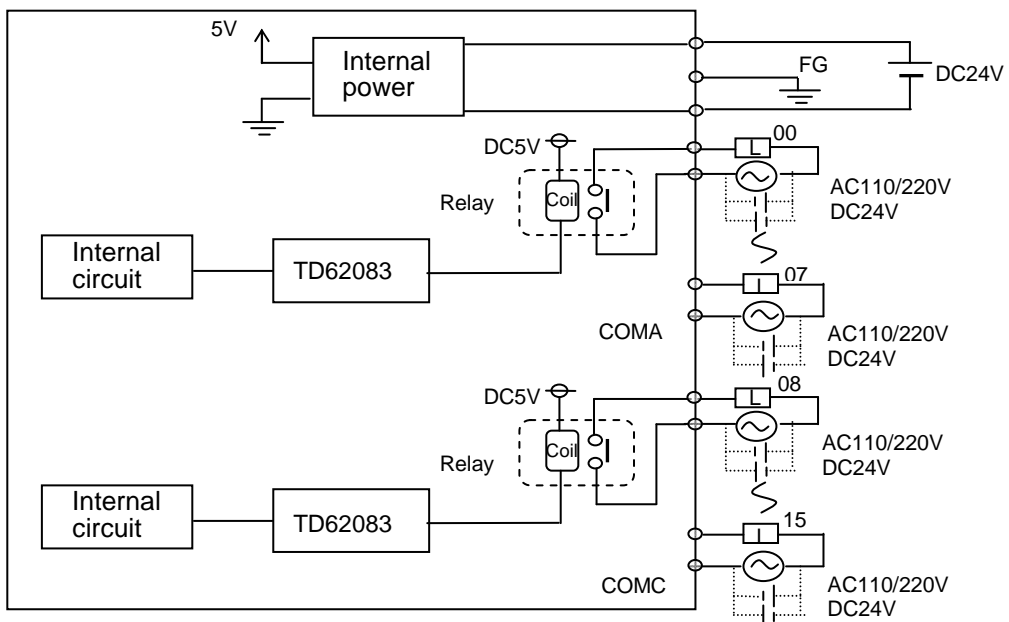 5V
Internal
power
FG
DC24V
DC5V
00
Relay
Coil
L
AC110/220V
DC24V
Internal
circuit
TD62083
07
L
COMA
AC110/220V
DC24V
DC5V
08
Relay
Coil
L
AC110/220V
DC24V
Internal
circuit
TD62083
15
L
COMC
AC110/220V
DC24V